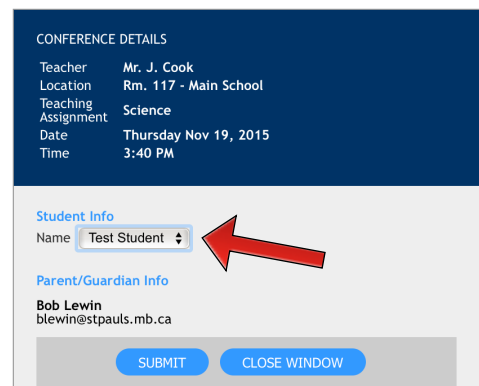 CONFERENCE DETAILS
Teacher Mr. J. Cook
Location Rm. 117 - Main School
Teaching
Assignment Science
Date Thursday Nov 19, 2015
Time 3:40 PM
Student Info
Name Test Student
Parent/Guardian Info
Bob Lewin
blewin@stpauls.mb.ca
SUBMIT CLOSE WINDOW